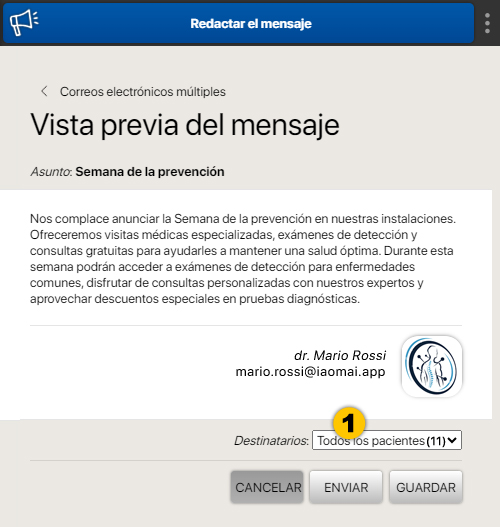 Redactar el mensaje
Correos electrónicos múltiples
Vista previa del mensaje
Asunto: Semana de la prevención
Nos complace anunciar la Semana de la prevención en nuestras instalaciones.
Ofreceremos visitas médicas especializadas, exámenes de detección y
consultas gratuitas para ayudarles a mantener una salud óptima. Durante esta
semana podrán acceder a exámenes de detección para enfermedades
comunes, disfrutar de consultas personalizadas con nuestros expertos y
aprovechar descuentos especiales en pruebas diagnósticas.
dr. Mario Rossi
mario.rossi@iaomai.app
1
Destinatarios: Todos los pacientes (11)
CANCELAR ENVIAR GUARDAR